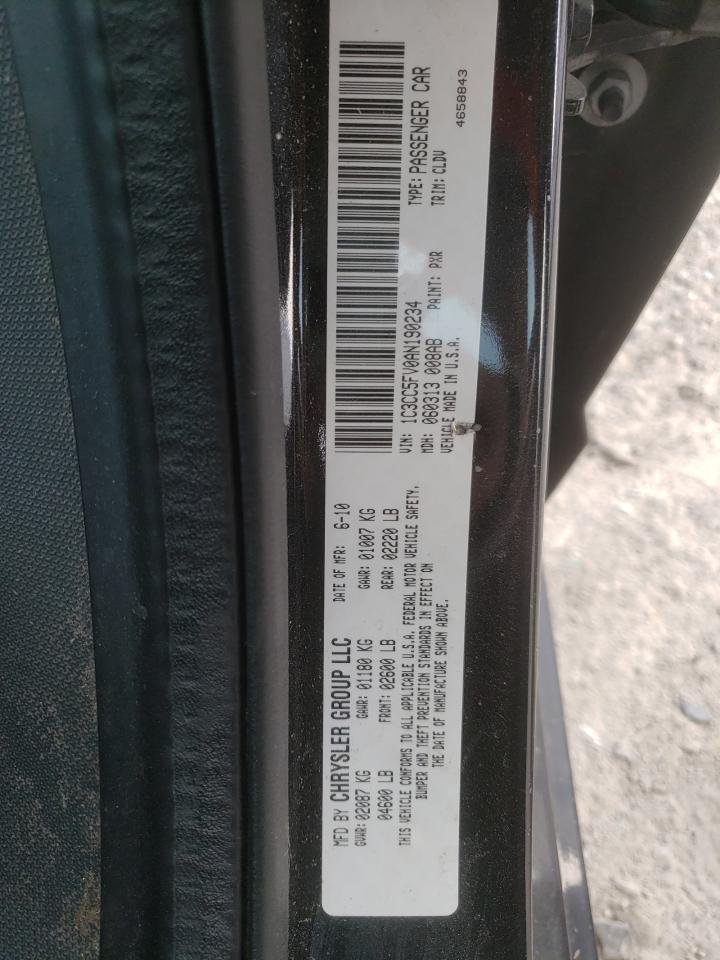 MFD BY CHRYSLER GROUP LLC
DATE OF MFR: 6-10
GVWR: 02087 KG
GAWR: 01180 KG
GAWR: 01007 KG
04600 LB
FRONT: 02600 LB
REAR: 02220 LB
THIS VEHICLE CONFORMS TO ALL APPLICABLE U.S.A. FEDERAL MOTOR VEHICLE SAFETY,
BUMPER AND THEFT PREVENTION STANDARDS IN EFFECT ON
THE DATE OF MANUFACTURE SHOWN ABOVE.
VIN: 1C3CC5FV0AN190234
TYPE: PASSENGER CAR
MDH: 060313 008AB
PAINT: PXR
TRIM: CLDV
VEHICLE MADE IN U.S.A.
4658843